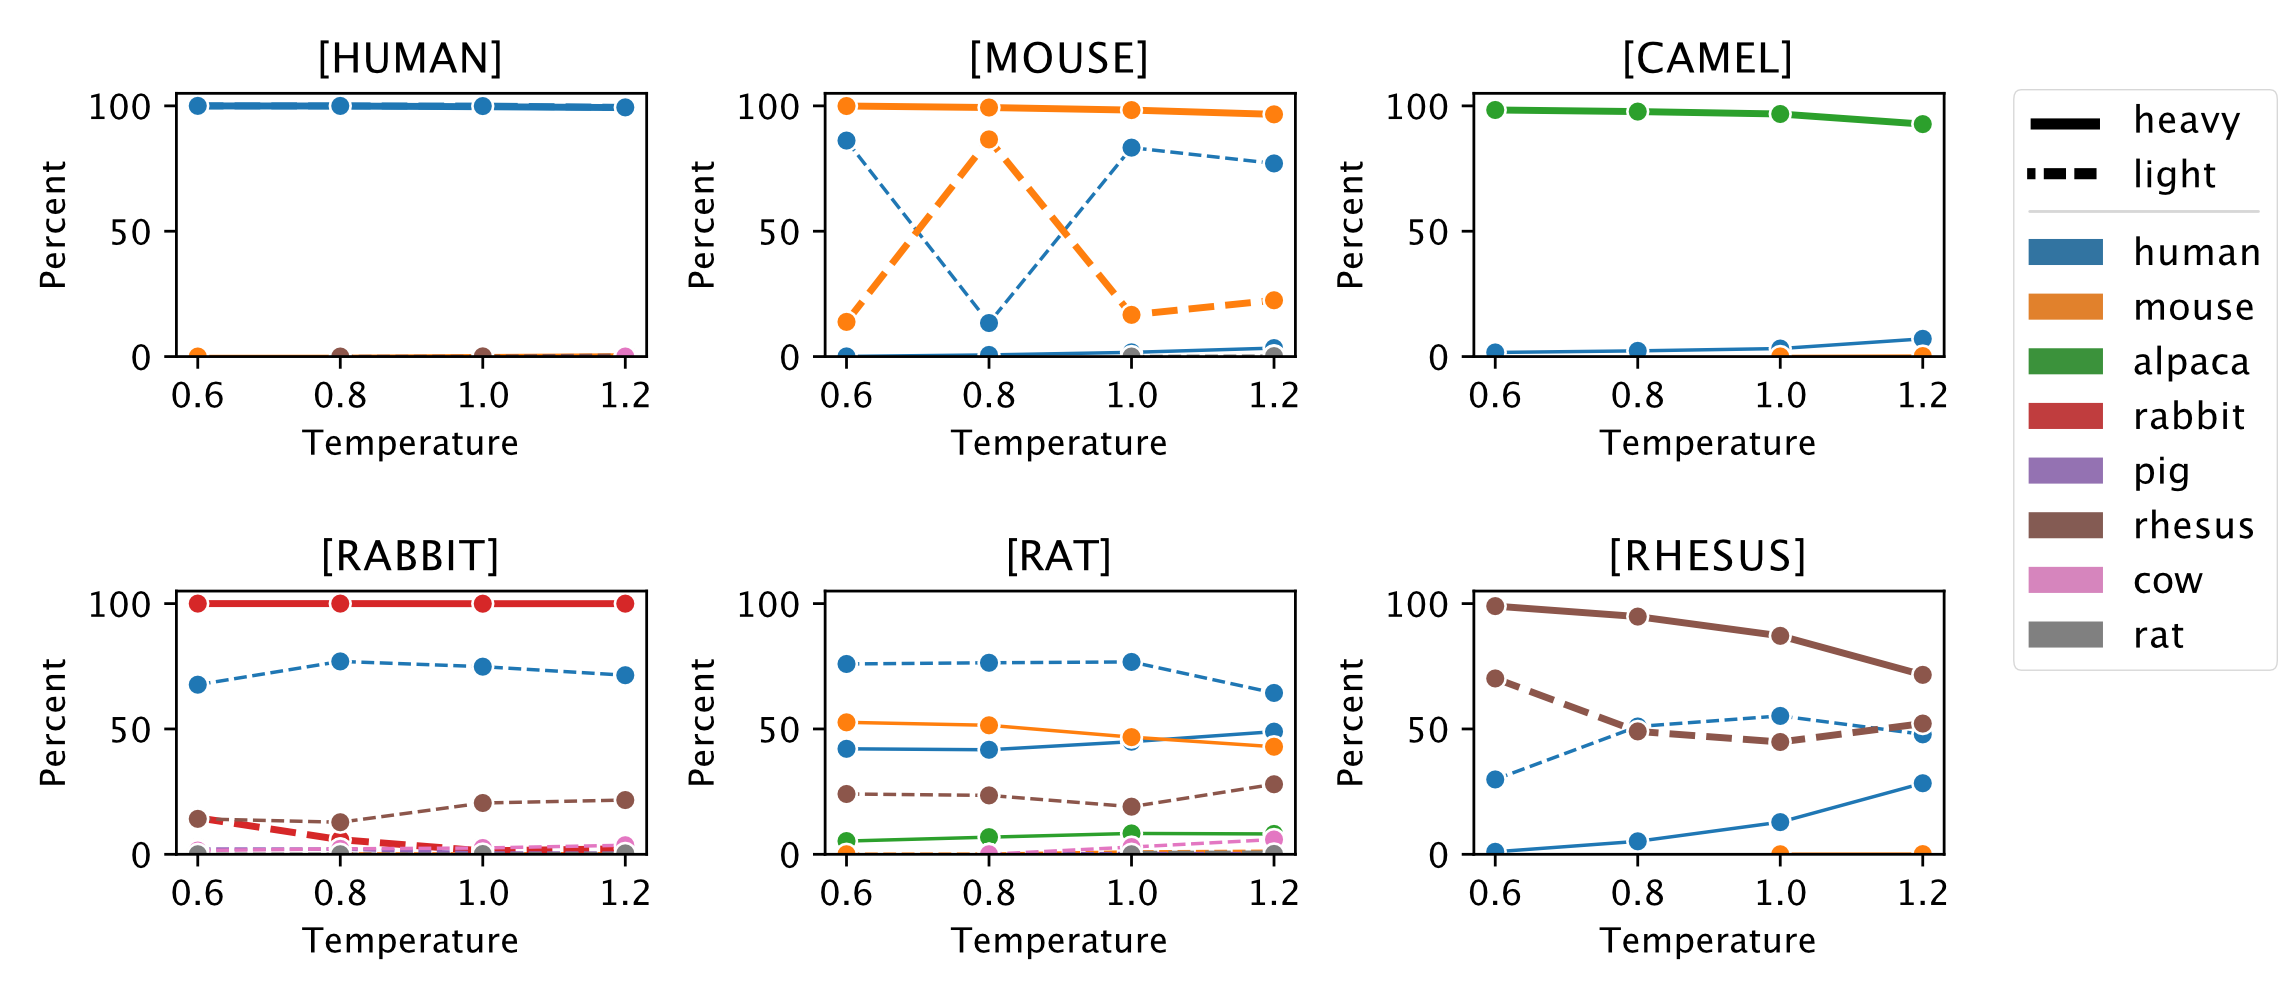 [HUMAN]
100
50
0
Percent
0.6 0.8 1.0 1.2
Temperature
[MOUSE]
100
50
0
Percent
0.6 0.8 1.0 1.2
Temperature
[CAMEL]
100
50
0
Percent
0.6 0.8 1.0 1.2
Temperature
heavy
light
human
mouse
alpaca
rabbit
pig
rhesus
cow
rat
[RABBIT]
100
50
0
Percent
0.6 0.8 1.0 1.2
Temperature
[RAT]
100
50
0
Percent
0.6 0.8 1.0 1.2
Temperature
[RHESUS]
100
50
0
Percent
0.6 0.8 1.0 1.2
Temperature